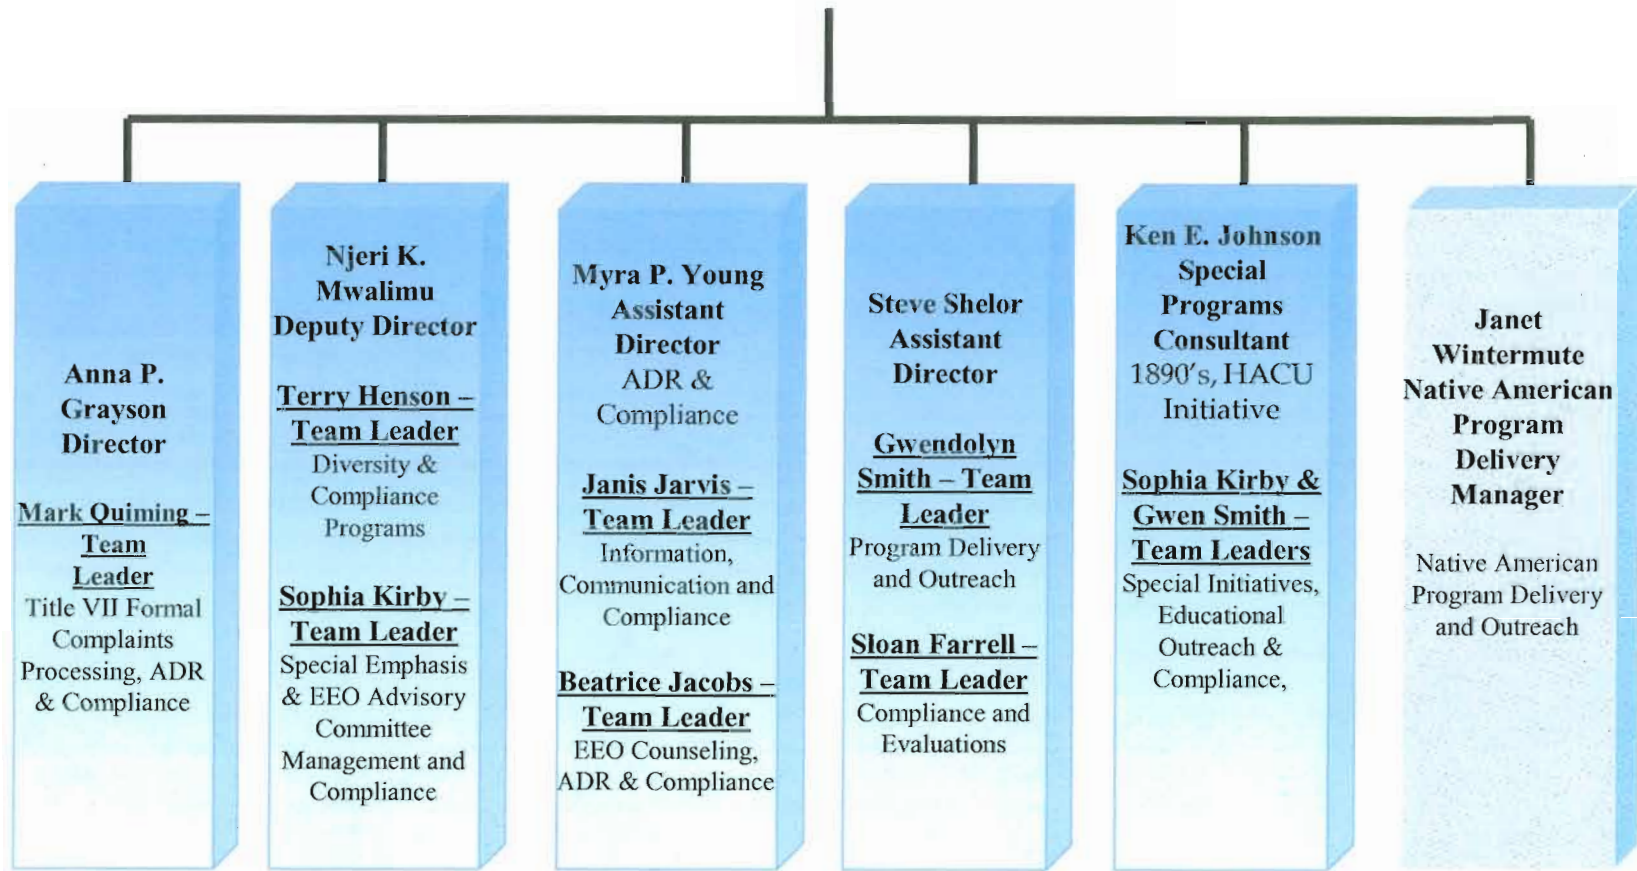 Anna P.
Grayson
Director
Mark Quiming –
Team
Leader
Title VII Formal
Complaints
Processing, ADR
& Compliance
Njeri K.
Mwalimu
Deputy Director
Terry Henson –
Team Leader
Diversity &
Compliance
Programs
Sophia Kirby –
Team Leader
Special Emphasis
& EEO Advisory
Committee
Management and
Compliance
Myra P. Young
Assistant
Director
ADR &
Compliance
Janis Jarvis –
Team Leader
Information,
Communication and
Compliance
Beatrice Jacobs –
Team Leader
EEO Counseling,
ADR & Compliance
Steve Shelor
Assistant
Director
Gwendolyn
Smith – Team
Leader
Program Delivery
and Outreach
Sloan Farrell –
Team Leader
Compliance and
Evaluations
Ken E. Johnson
Special
Programs
Consultant
1890's, HACU
Initiative
Sophia Kirby &
Gwen Smith –
Team Leaders
Special Initiatives,
Educational
Outreach &
Compliance,
Janet
Wintermute
Native American
Program
Delivery
Manager
Native American
Program Delivery
and Outreach